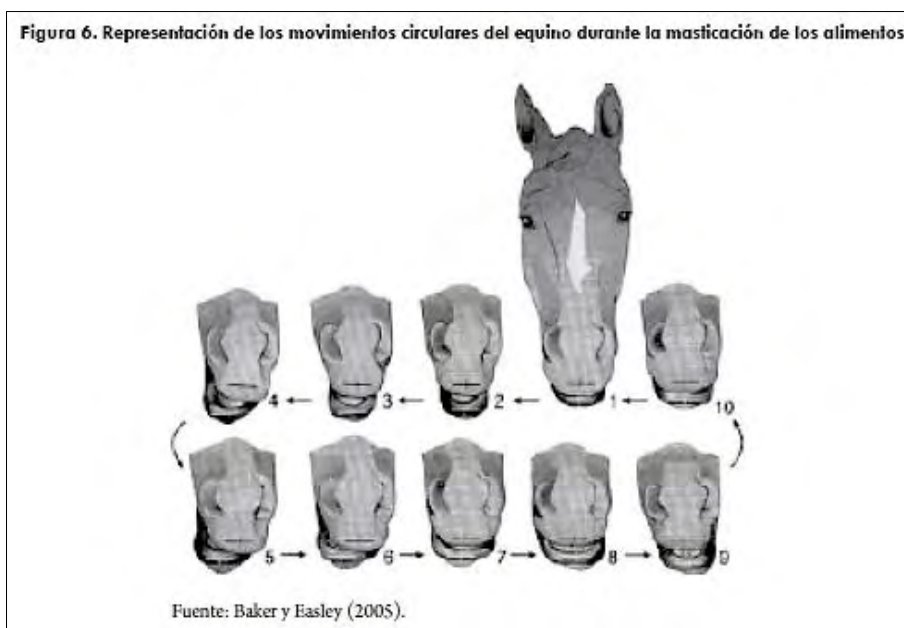 Figura 6. Representación de los movimientos circulares del equino durante la masticación de los alimentos
4 3 2 1 10
5 6 7 8 9
Fuente: Baker y Easley (2005).